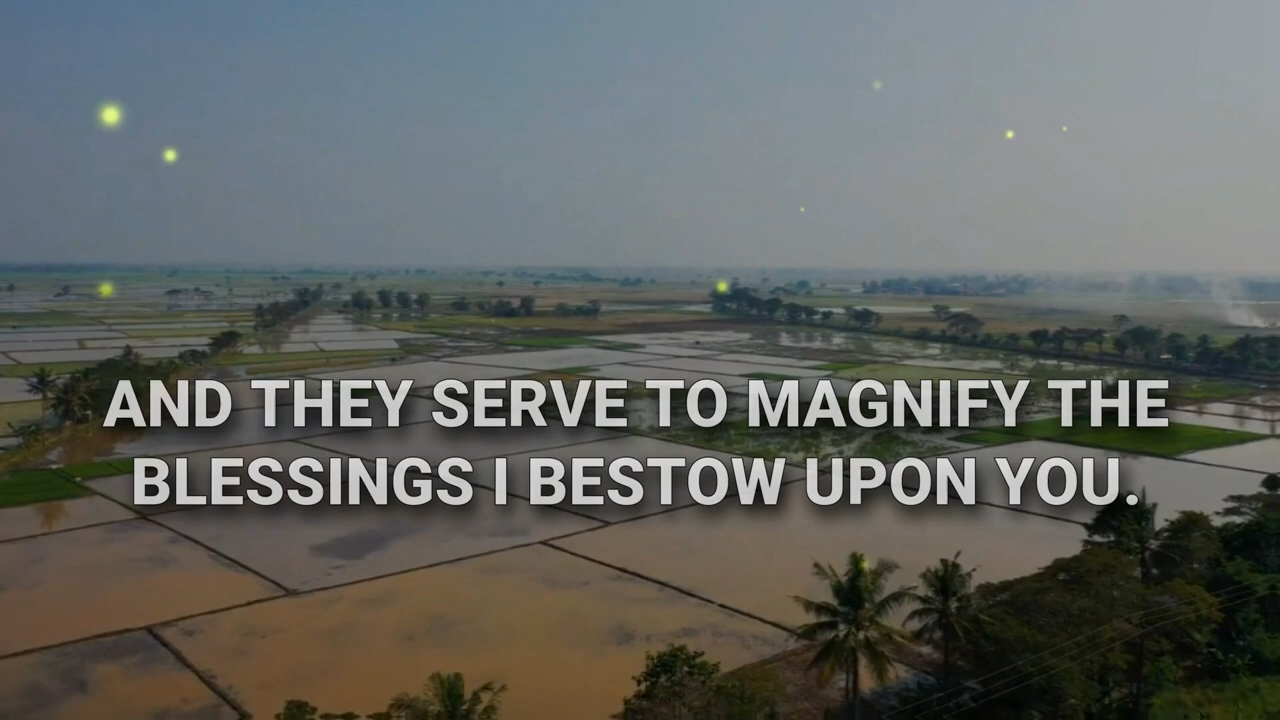 AND THEY SERVE TO MAGNIFY THE
BLESSINGS I BESTOW UPON YOU.